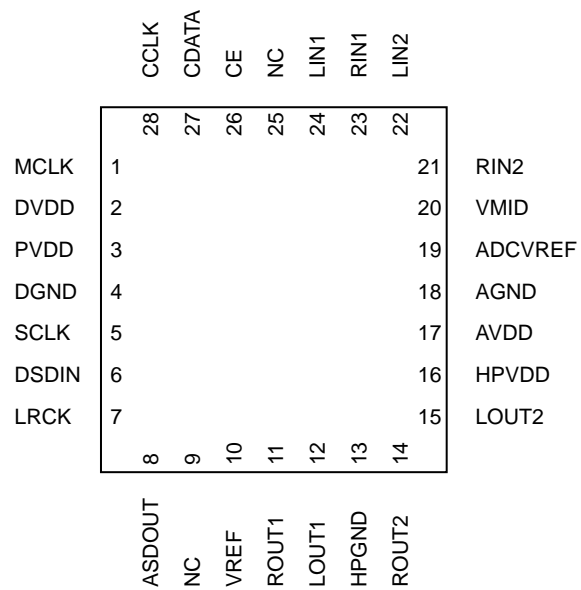 CCLK CDATA CE NC LIN1 RIN1 LIN2
28 27 26 25 24 23 22
MCLK 1 21 RIN2
DVDD 2 20 VMID
PVDD 3 19 ADCVREF
DGND 4 18 AGND
SCLK 5 17 AVDD
DSDIN 6 16 HPVDD
LRCK 7 15 LOUT2
8 9 10 11 12 13 14
ASDOUT NC VREF ROUT1 LOUT1 HPGND ROUT2